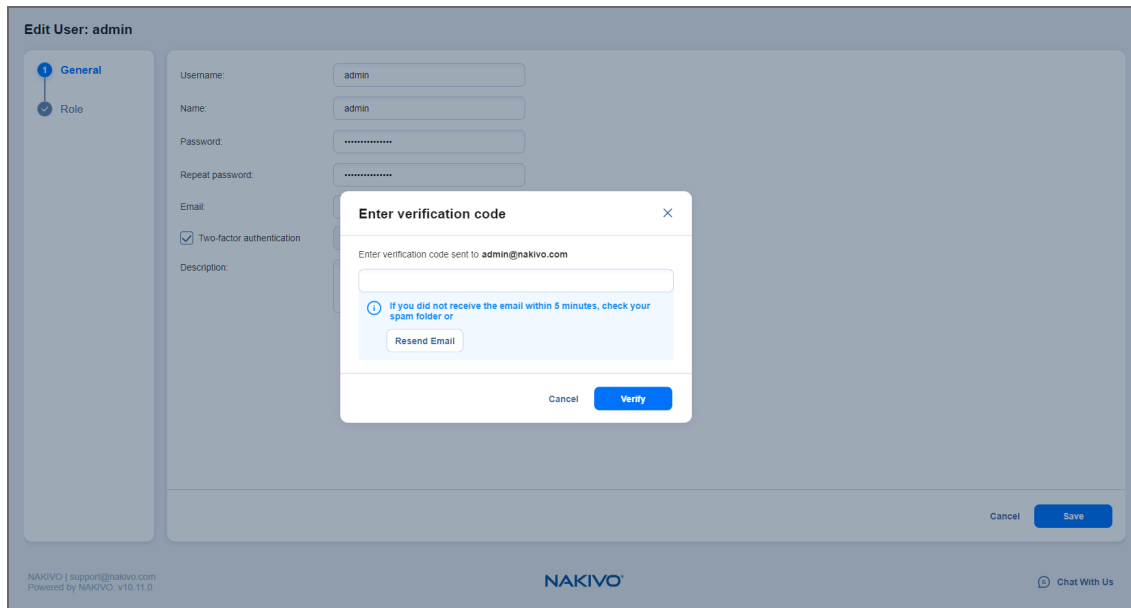 Edit User: admin
1 General
Role
Username: admin
Name: admin
Password: •••••••••••••••
Repeat password: •••••••••••••••
Email:
Two-factor authentication
Description:
Enter verification code
Enter verification code sent to admin@nakivo.com
If you did not receive the email within 5 minutes, check your
spam folder or
Resend Email
Cancel Verify
Cancel Save
NAKIVO | support@nakivo.com
Powered by NAKIVO. v10.11.0.
NAKIVO®
Chat With Us